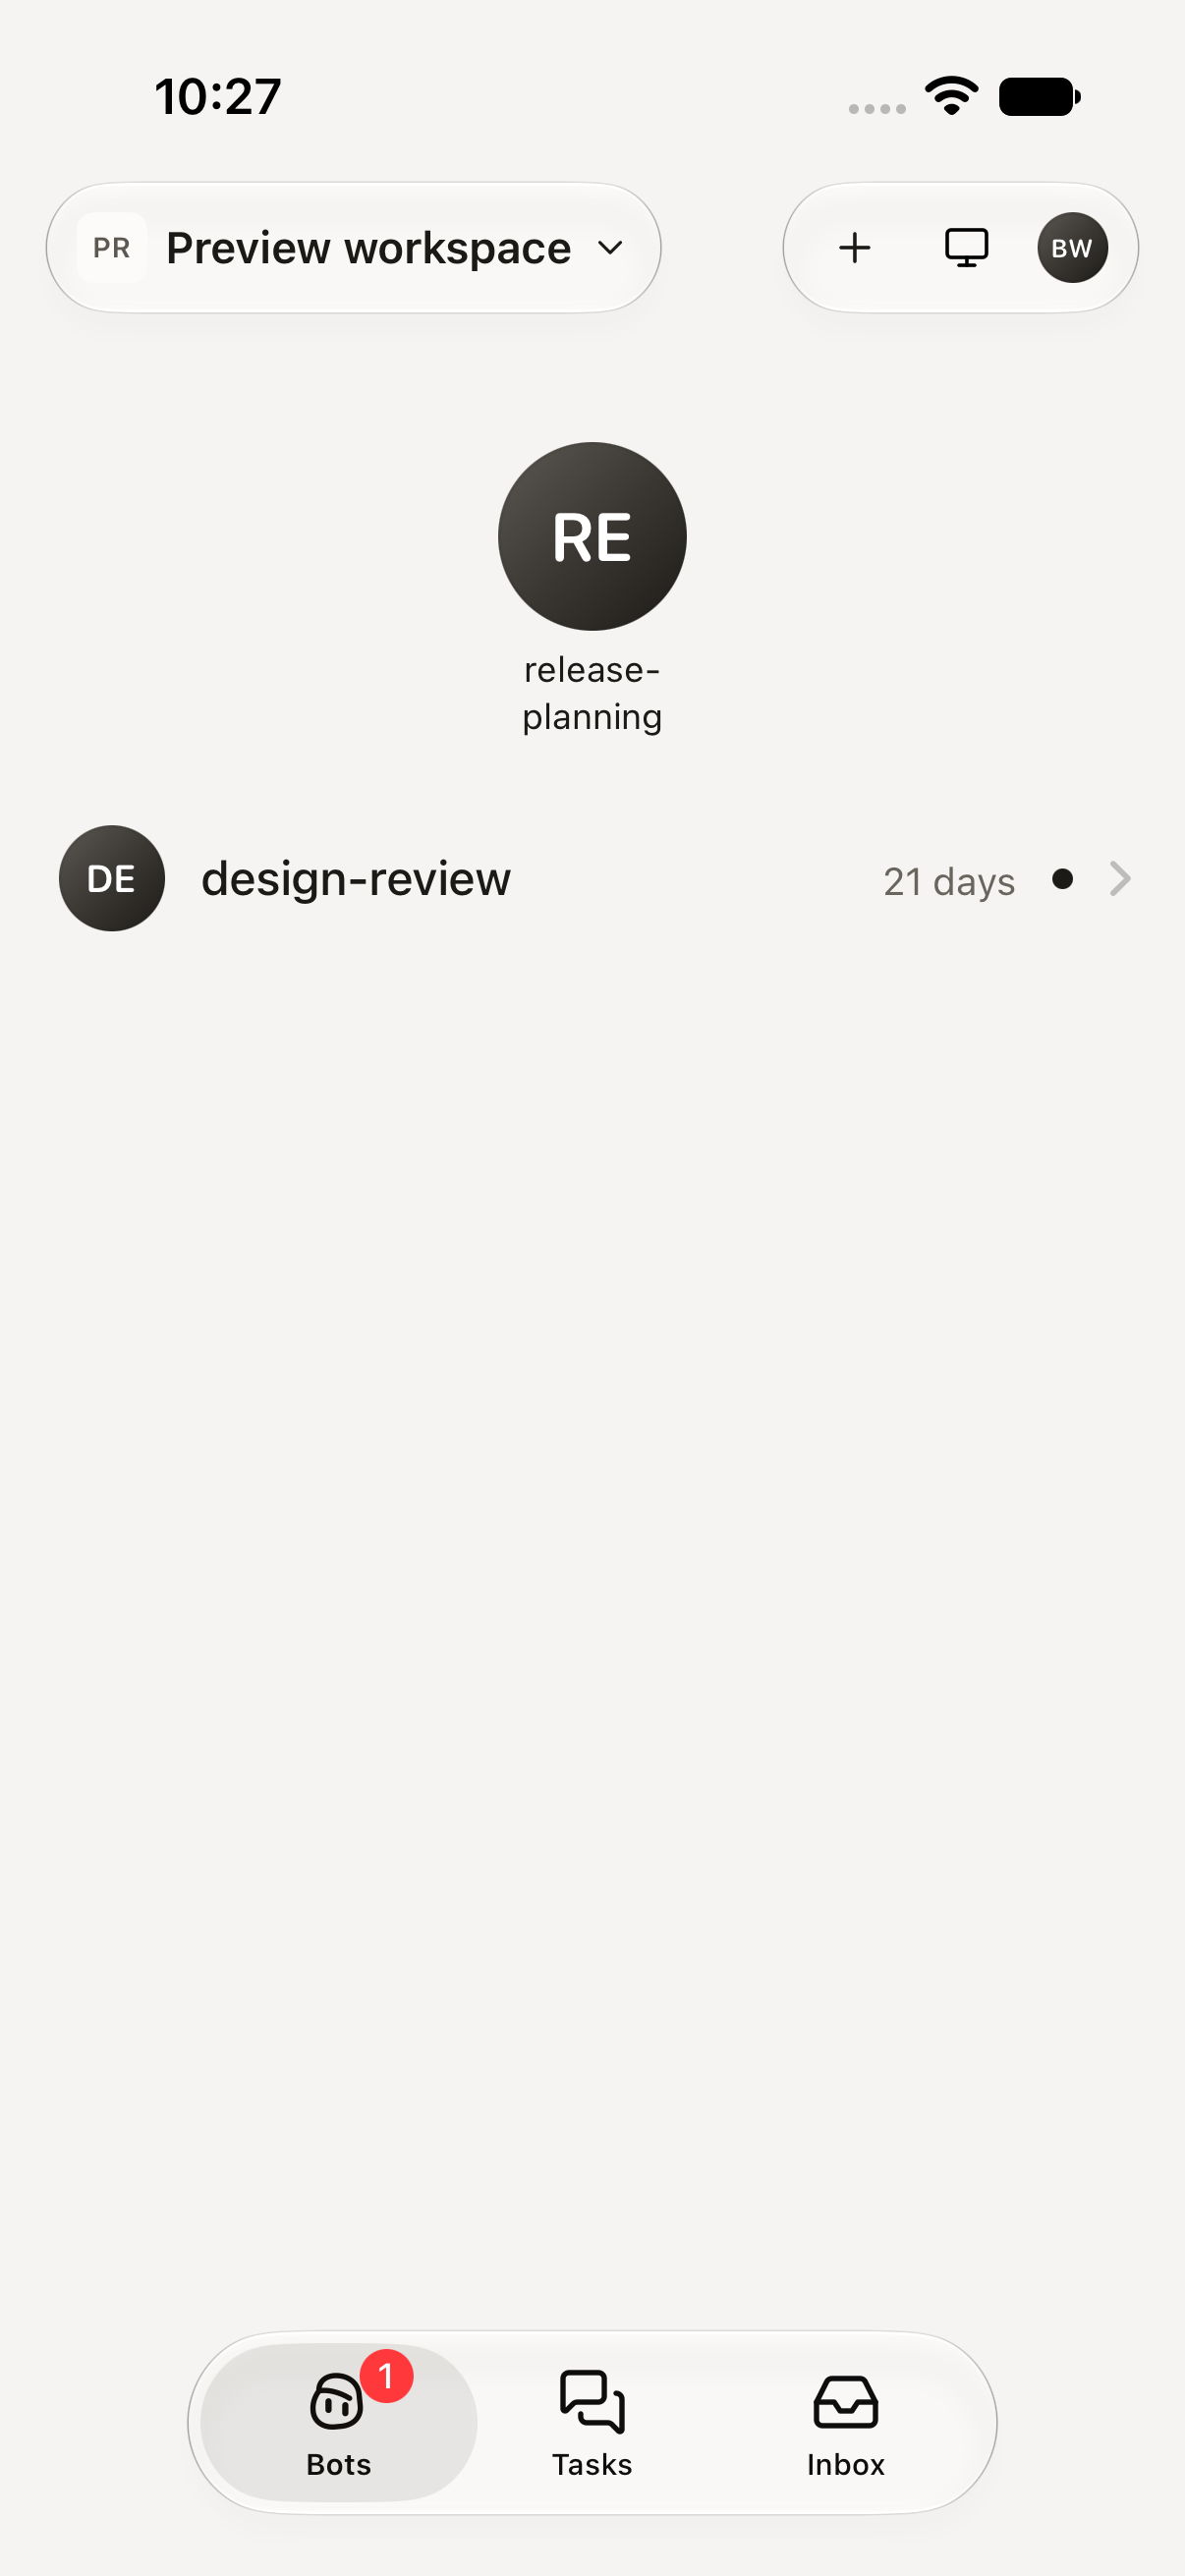 10:27
PR Preview workspace
BW
RE
release-
planning
DE design-review 21 days
1
Bots Tasks Inbox